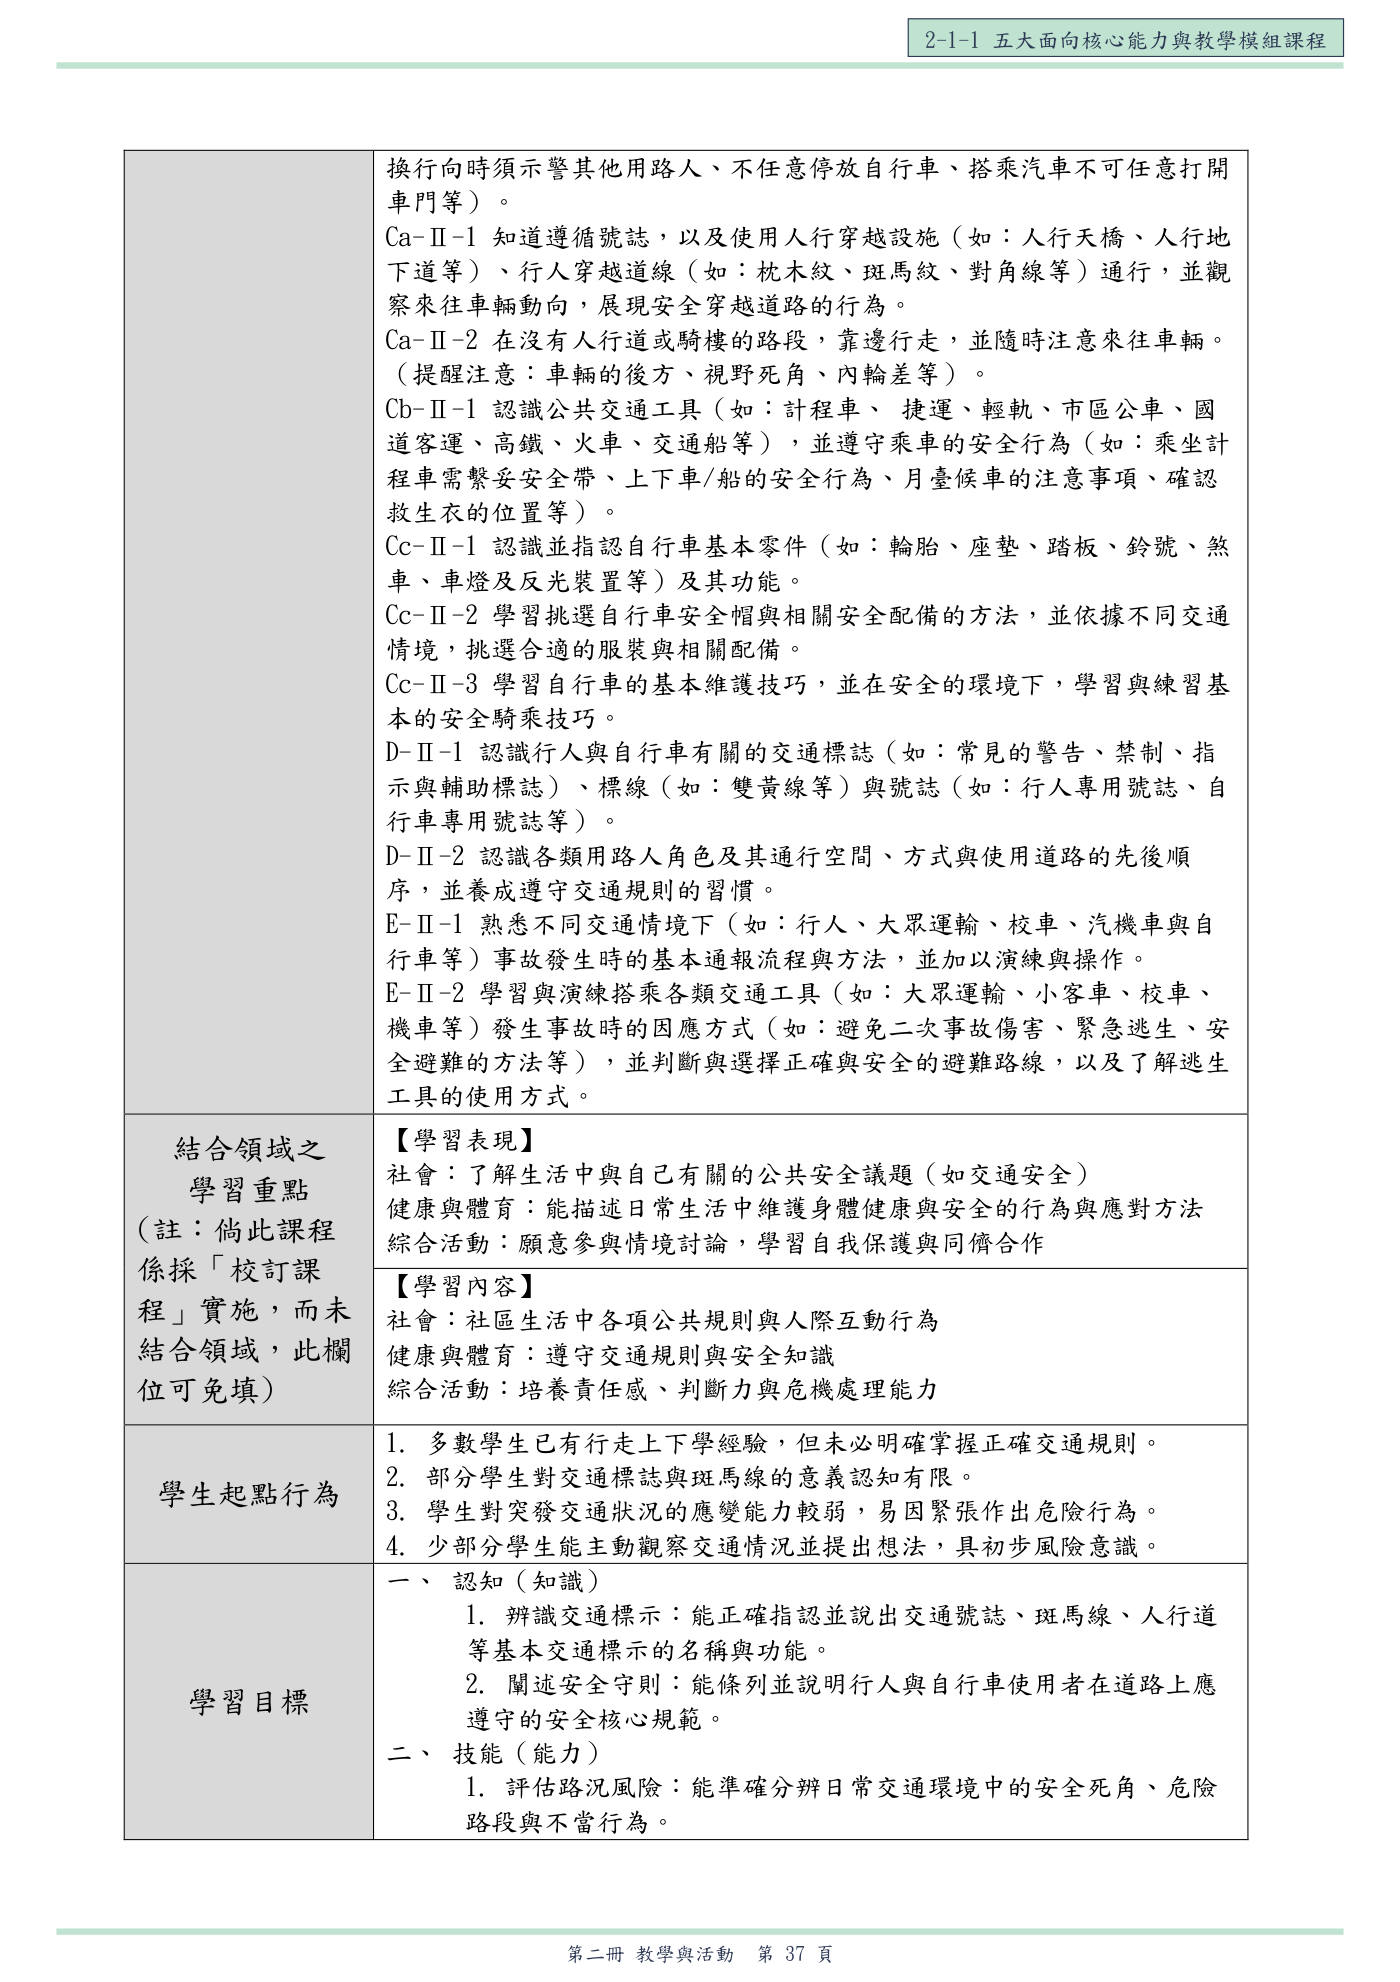 2-1-1 五大面向核心能力與教學模組課程
換行向時須示警其他用路人、不任意停放自行車、搭乘汽車不可任意打開
車門等）。
Ca-Ⅱ-1 知道遵循號誌，以及使用人行穿越設施（如：人行天橋、人行地
下道等）、行人穿越道線（如：枕木紋、斑馬紋、對角線等）通行，並觀
察來往車輛動向，展現安全穿越道路的行為。
Ca-Ⅱ-2 在沒有人行道或騎樓的路段，靠邊行走，並隨時注意來往車輛。
（提醒注意：車輛的後方、視野死角、內輪差等）。
Cb-Ⅱ-1 認識公共交通工具（如：計程車、 捷運、輕軌、市區公車、國
道客運、高鐵、火車、交通船等），並遵守乘車的安全行為（如：乘坐計
程車需繫妥安全帶、上下車/船的安全行為、月臺候車的注意事項、確認
救生衣的位置等）。
Cc-Ⅱ-1 認識並指認自行車基本零件（如：輪胎、座墊、踏板、鈴號、煞
車、車燈及反光裝置等）及其功能。
Cc-Ⅱ-2 學習挑選自行車安全帽與相關安全配備的方法，並依據不同交通
情境，挑選合適的服裝與相關配備。
Cc-Ⅱ-3 學習自行車的基本維護技巧，並在安全的環境下，學習與練習基
本的安全騎乘技巧。
D-Ⅱ-1 認識行人與自行車有關的交通標誌（如：常見的警告、禁制、指
示與輔助標誌）、標線（如：雙黃線等）與號誌（如：行人專用號誌、自
行車專用號誌等）。
D-Ⅱ-2 認識各類用路人角色及其通行空間、方式與使用道路的先後順
序，並養成遵守交通規則的習慣。
E-Ⅱ-1 熟悉不同交通情境下（如：行人、大眾運輸、校車、汽機車與自
行車等）事故發生時的基本通報流程與方法，並加以演練與操作。
E-Ⅱ-2 學習與演練搭乘各類交通工具（如：大眾運輸、小客車、校車、
機車等）發生事故時的因應方式（如：避免二次事故傷害、緊急逃生、安
全避難的方法等），並判斷與選擇正確與安全的避難路線，以及了解逃生
工具的使用方式。
結合領域之
學習重點
（註：倘此課程
係採「校訂課
程」實施，而未
結合領域，此欄
位可免填）
【學習表現】
社會：了解生活中與自己有關的公共安全議題（如交通安全）
健康與體育：能描述日常生活中維護身體健康與安全的行為與應對方法
綜合活動：願意參與情境討論，學習自我保護與同儕合作
【學習內容】
社會：社區生活中各項公共規則與人際互動行為
健康與體育：遵守交通規則與安全知識
綜合活動：培養責任感、判斷力與危機處理能力
學生起點行為
1. 多數學生已有行走上下學經驗，但未必明確掌握正確交通規則。
2. 部分學生對交通標誌與斑馬線的意義認知有限。
3. 學生對突發交通狀況的應變能力較弱，易因緊張作出危險行為。
4. 少部分學生能主動觀察交通情況並提出想法，具初步風險意識。
學習目標
一、 認知（知識）
1. 辨識交通標示：能正確指認並說出交通號誌、斑馬線、人行道
等基本交通標示的名稱與功能。
2. 闡述安全守則：能條列並說明行人與自行車使用者在道路上應
遵守的安全核心規範。
二、 技能（能力）
1. 評估路況風險：能準確分辨日常交通環境中的安全死角、危險
路段與不當行為。
第二冊 教學與活動 第 37 頁